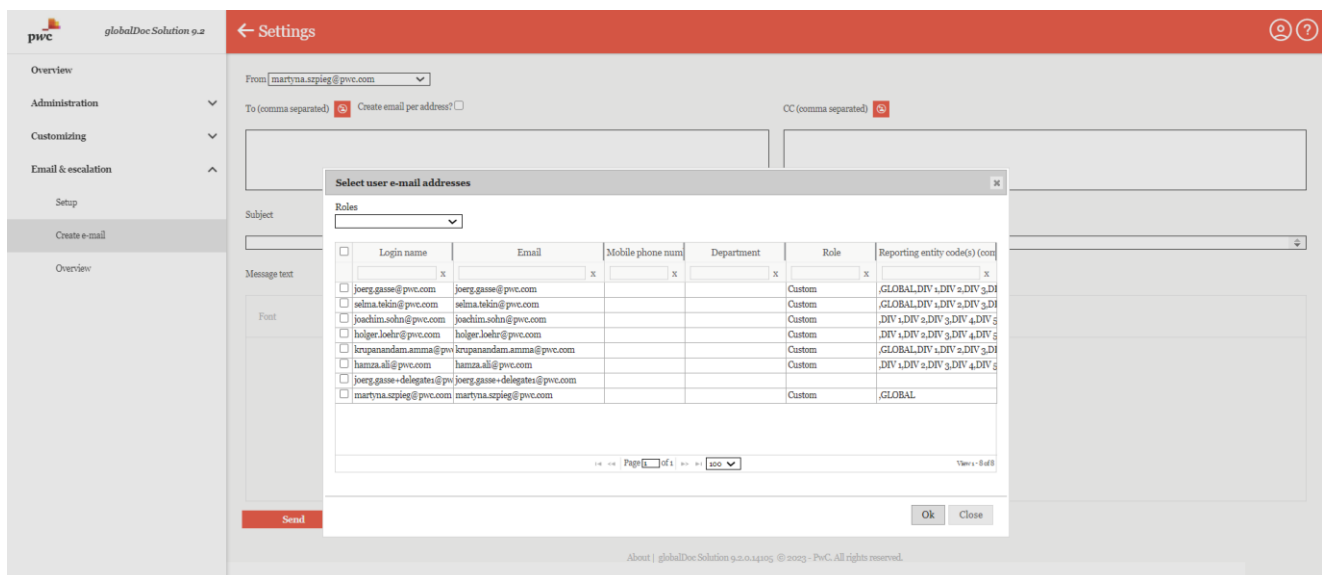 pwc
globalDoc Solution 9.2
← Settings
?
Overview
Administration
Customizing
Email & escalation
Setup
Create e-mail
Overview
From martyna.szpieg@pwc.com
To (comma separated) Create email per address?
CC (comma separated)
Subject
Message text
Font
Send
Select user e-mail addresses
x
Roles
Login name Email Mobile phone num Department Role Reporting entity code(s) (com
x x x x x x
joerg.gasse@pwc.com joerg.gasse@pwc.com Custom ,GLOBAL,DIV 1,DIV 2,DIV 3,DI
selma.tekin@pwc.com selma.tekin@pwc.com Custom ,GLOBAL,DIV 1,DIV 2,DIV 3,DI
joachim.sohn@pwc.com joachim.sohn@pwc.com Custom ,DIV 1,DIV 2,DIV 3,DIV 4,DIV 5
holger.loehr@pwc.com holger.loehr@pwc.com Custom ,DIV 1,DIV 2,DIV 3,DIV 4,DIV 5
krupanandam.amma@pw krupanandam.amma@pwc.com Custom ,GLOBAL,DIV 1,DIV 2,DIV 3,DI
hamza.ali@pwc.com hamza.ali@pwc.com Custom ,DIV 1,DIV 2,DIV 3,DIV 4,DIV 5
joerg.gasse+delegate1@pw joerg.gasse+delegate1@pwc.com
martyna.szpieg@pwc.com martyna.szpieg@pwc.com Custom ,GLOBAL
Page 1 of 1 100 View 1 - 8 of 8
Ok Close
About | globalDoc Solution 9.2.0.14105, © 2023 - PwC. All rights reserved.